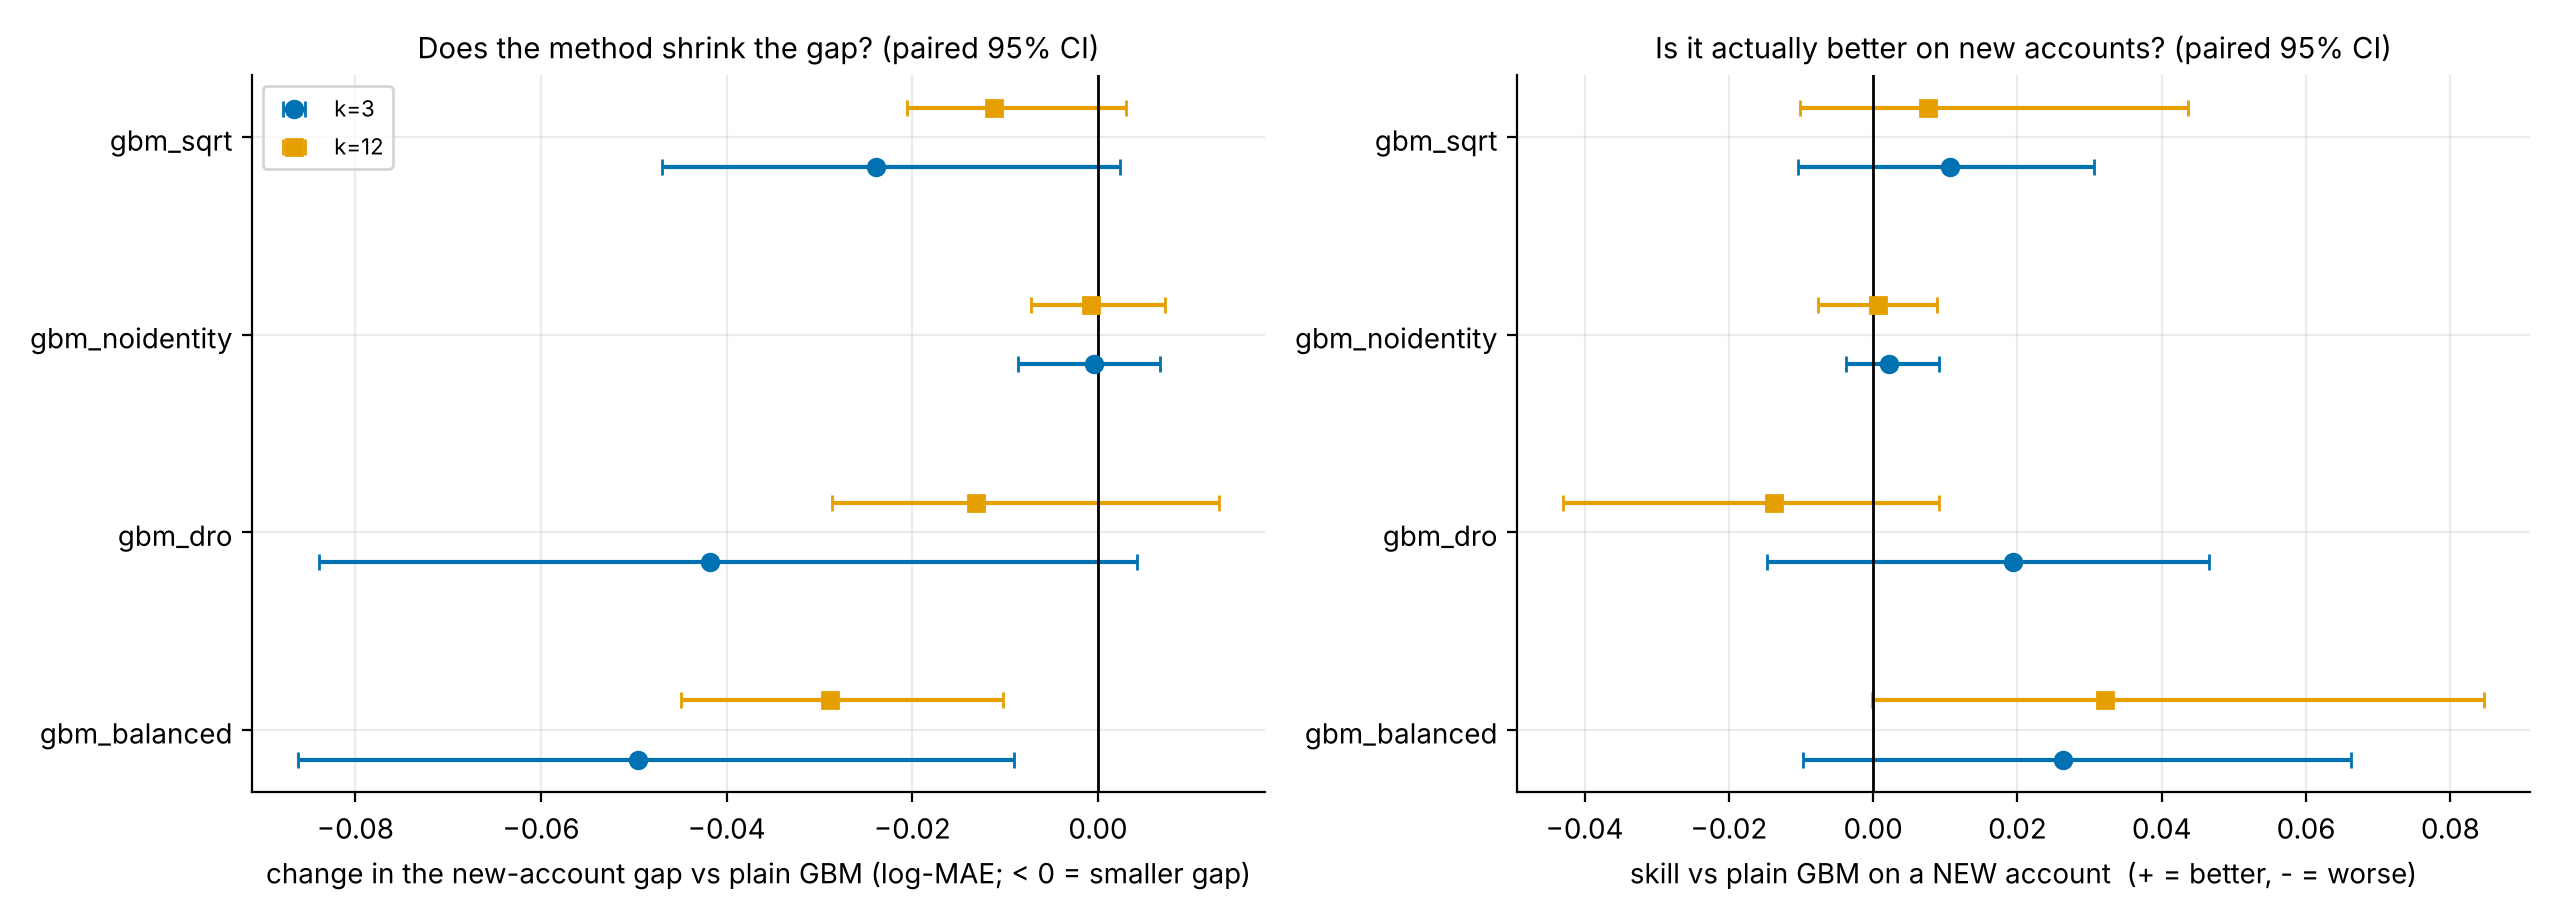 Does the method shrink the gap? (paired 95% CI)
k=3
k=12
gbm_sqrt
gbm_noidentity
gbm_dro
gbm_balanced
−0.08
−0.06
−0.04
−0.02
0.00
change in the new-account gap vs plain GBM (log-MAE; < 0 = smaller gap)
Is it actually better on new accounts? (paired 95% CI)
gbm_sqrt
gbm_noidentity
gbm_dro
gbm_balanced
−0.04
−0.02
0.00
0.02
0.04
0.06
0.08
skill vs plain GBM on a NEW account (+ = better, - = worse)